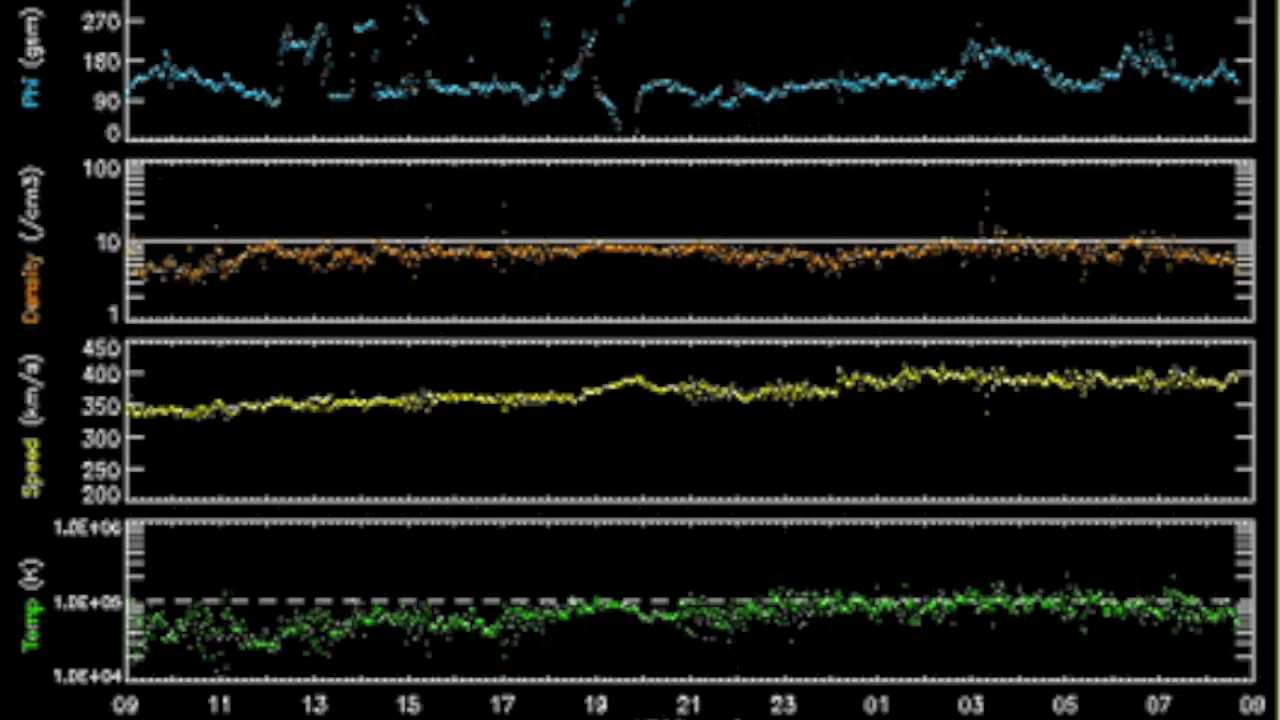 270
180
90
0
Phi (gsm)
100
10
1
Density (/cm3)
450
400
350
300
250
200
Speed (km/s)
1.0E+06
1.0E+05
1.0E+04
Temp (K)
09 11 13 15 17 19 21 23 01 03 05 07 09